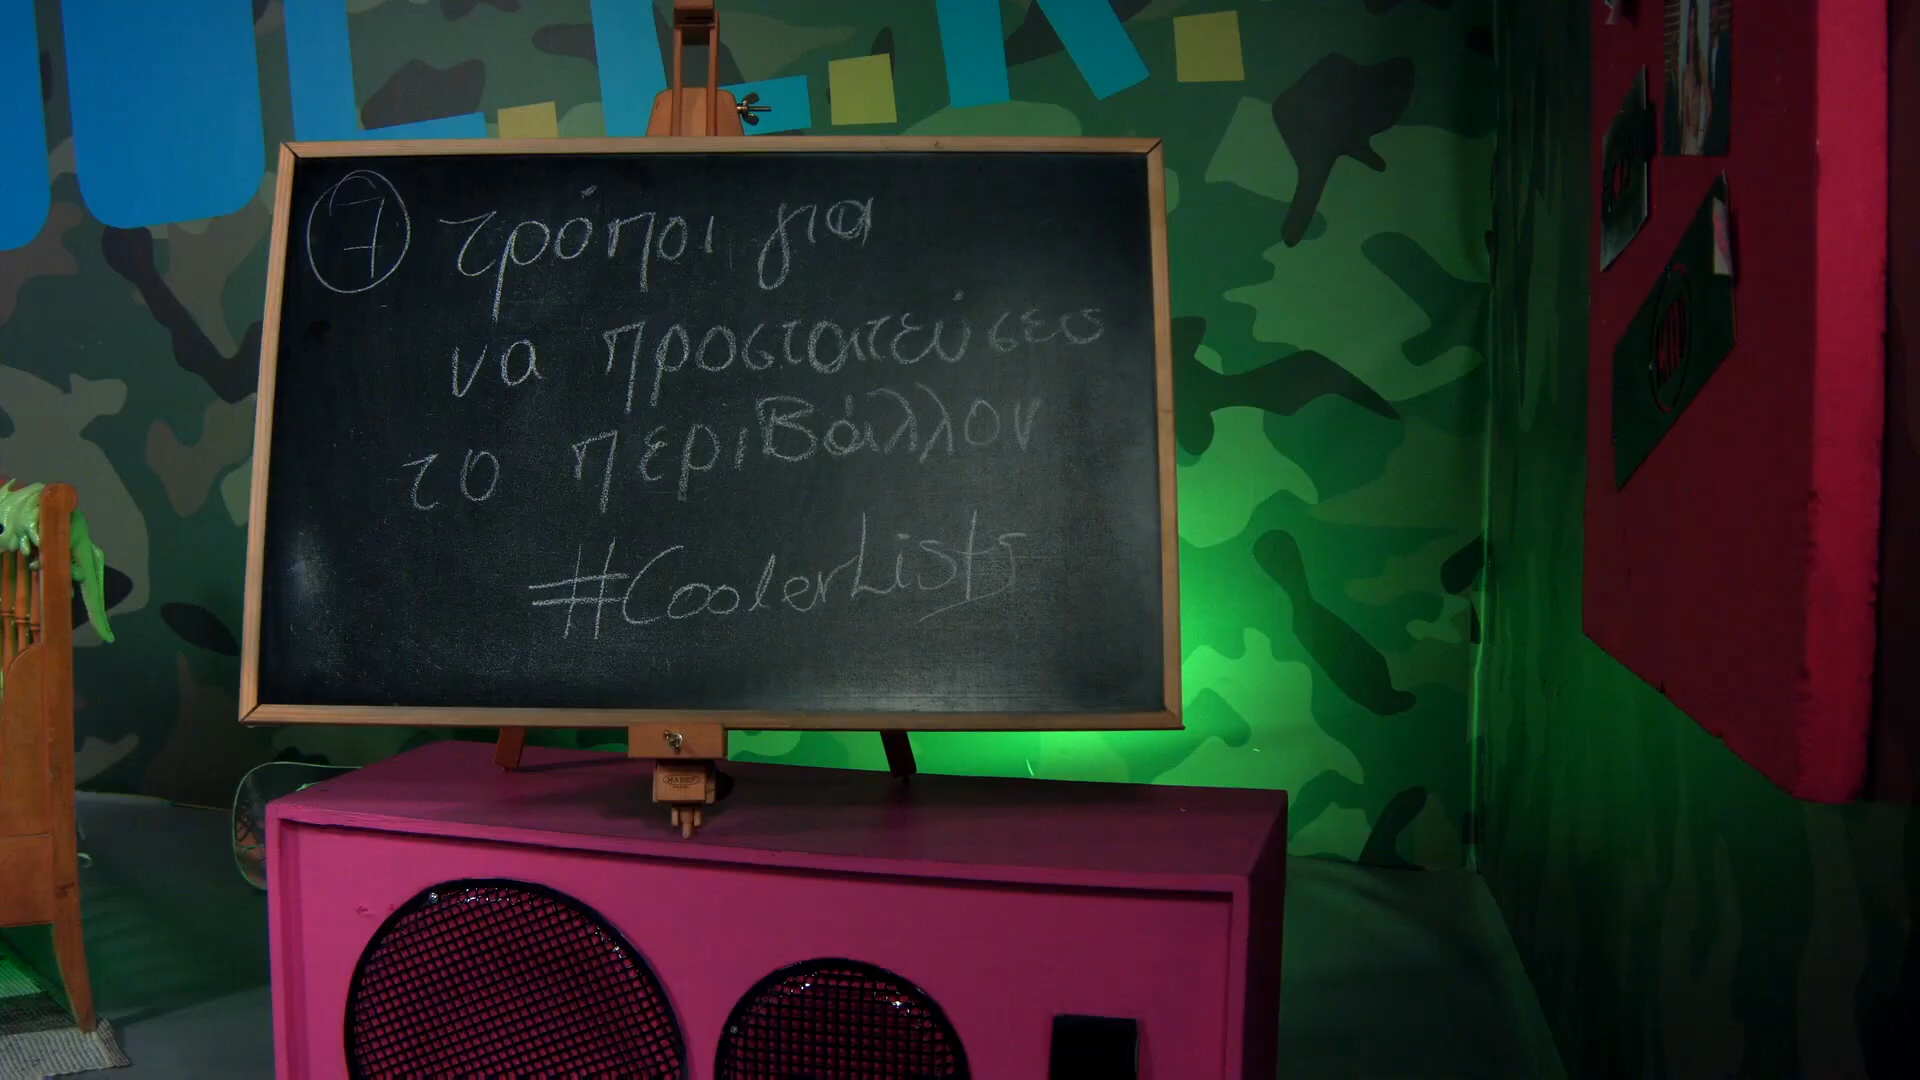 7 τρόποι για
να προστατεύσεις
το περιβάλλον
#CoolerLists